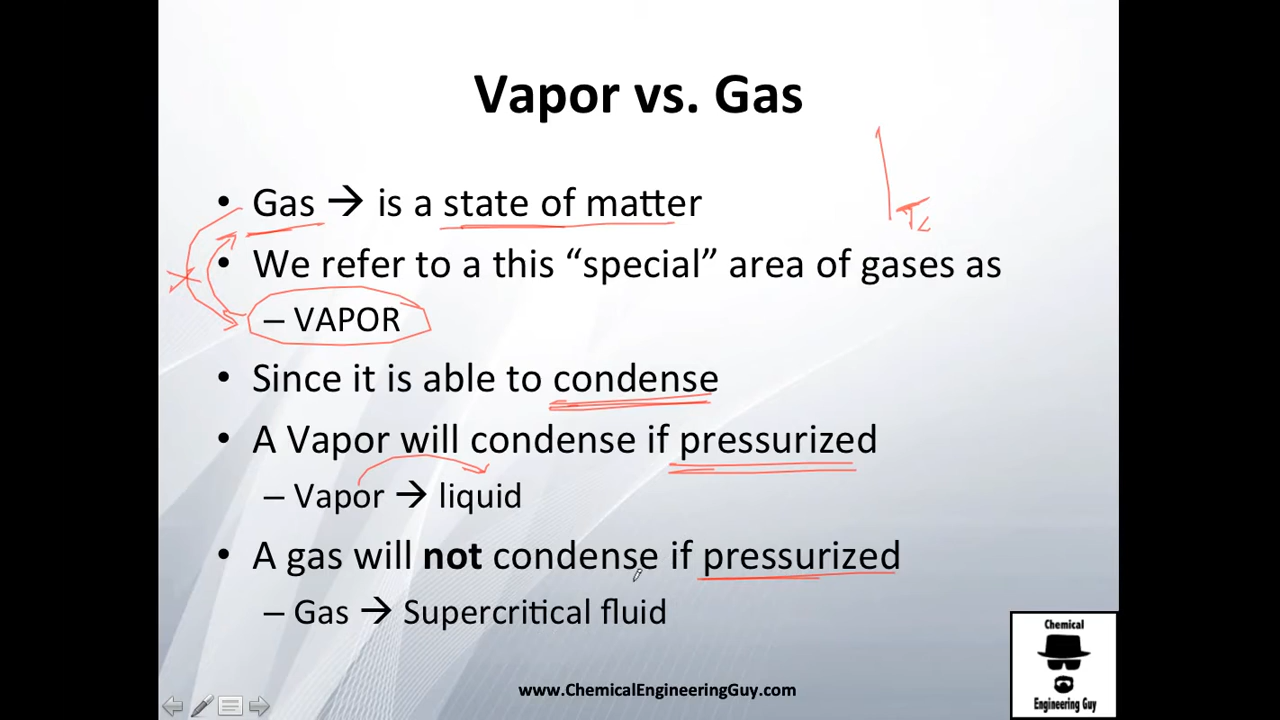 Vapor vs. Gas
• Gas → is a state of matter
Tc
• We refer to a this “special” area of gases as
– VAPOR
• Since it is able to condense
• A Vapor will condense if pressurized
– Vapor → liquid
• A gas will not condense if pressurized
– Gas → Supercritical fluid
Chemical
Engineering Guy
www.ChemicalEngineeringGuy.com